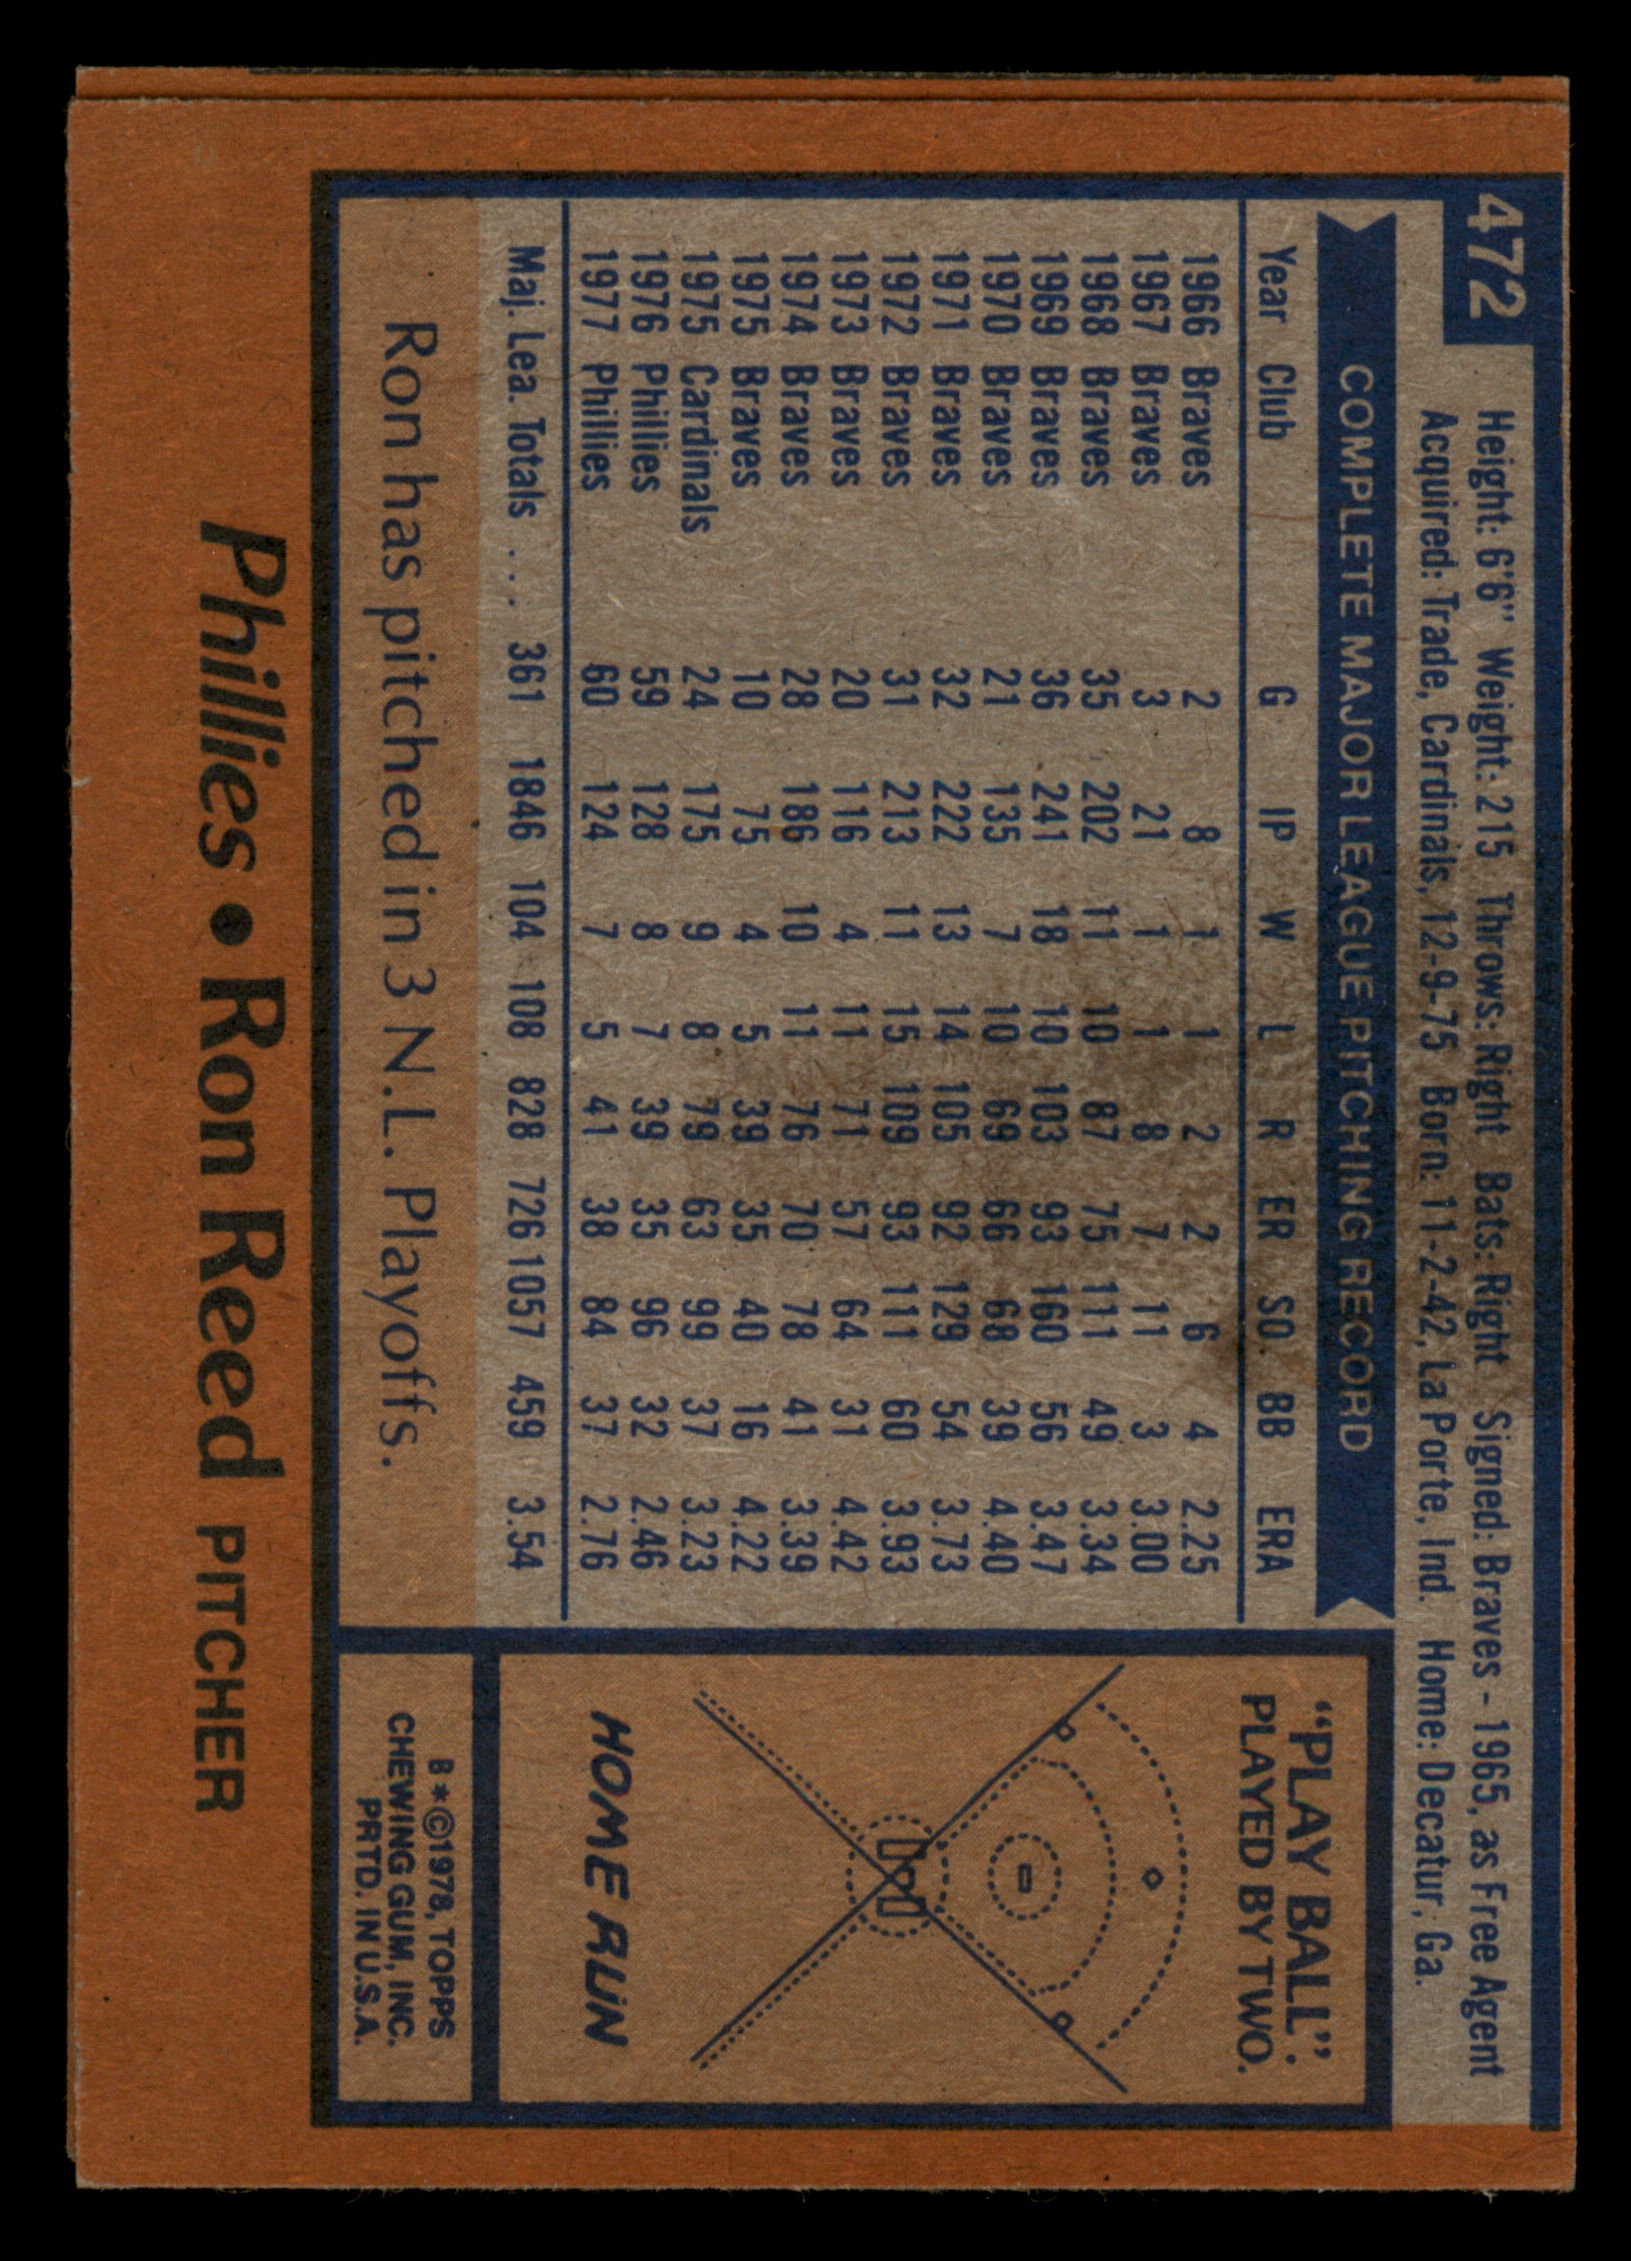 472
Height: 6'6" Weight: 215 Throws: Right Bats: Right Signed: Braves - 1965, as Free Agent
Acquired: Trade, Cardinals, 12-9-75 Born: 11-2-42, La Porte, Ind. Home: Decatur, Ga.
COMPLETE MAJOR LEAGUE PITCHING RECORD
Year Club G IP W L R ER SO BB ERA
1966 Braves 2 8 1 1 2 2 6 4 2.25
1967 Braves 3 21 1 1 8 7 11 3 3.00
1968 Braves 35 202 11 10 87 75 111 49 3.34
1969 Braves 36 241 18 10 103 93 160 56 3.47
1970 Braves 21 135 7 10 69 66 68 39 4.40
1971 Braves 32 222 13 14 105 92 129 54 3.73
1972 Braves 31 213 11 15 109 93 111 60 3.93
1973 Braves 20 116 4 11 71 57 64 31 4.42
1974 Braves 28 186 10 11 76 70 78 41 3.39
1975 Braves 10 75 4 5 39 35 40 16 4.22
1975 Cardinals 24 175 9 8 79 63 99 37 3.23
1976 Phillies 59 128 8 7 39 35 96 32 2.46
1977 Phillies 60 124 7 5 41 38 84 37 2.76
Maj. Lea. Totals . . . 361 1846 104 108 828 726 1057 459 3.54
Ron has pitched in 3 N.L. Playoffs.
"PLAY BALL":
PLAYED BY TWO.
HOME RUN
B*©1978, TOPPS
CHEWING GUM, INC.
PRTD. IN U.S.A.
Phillies • Ron Reed PITCHER